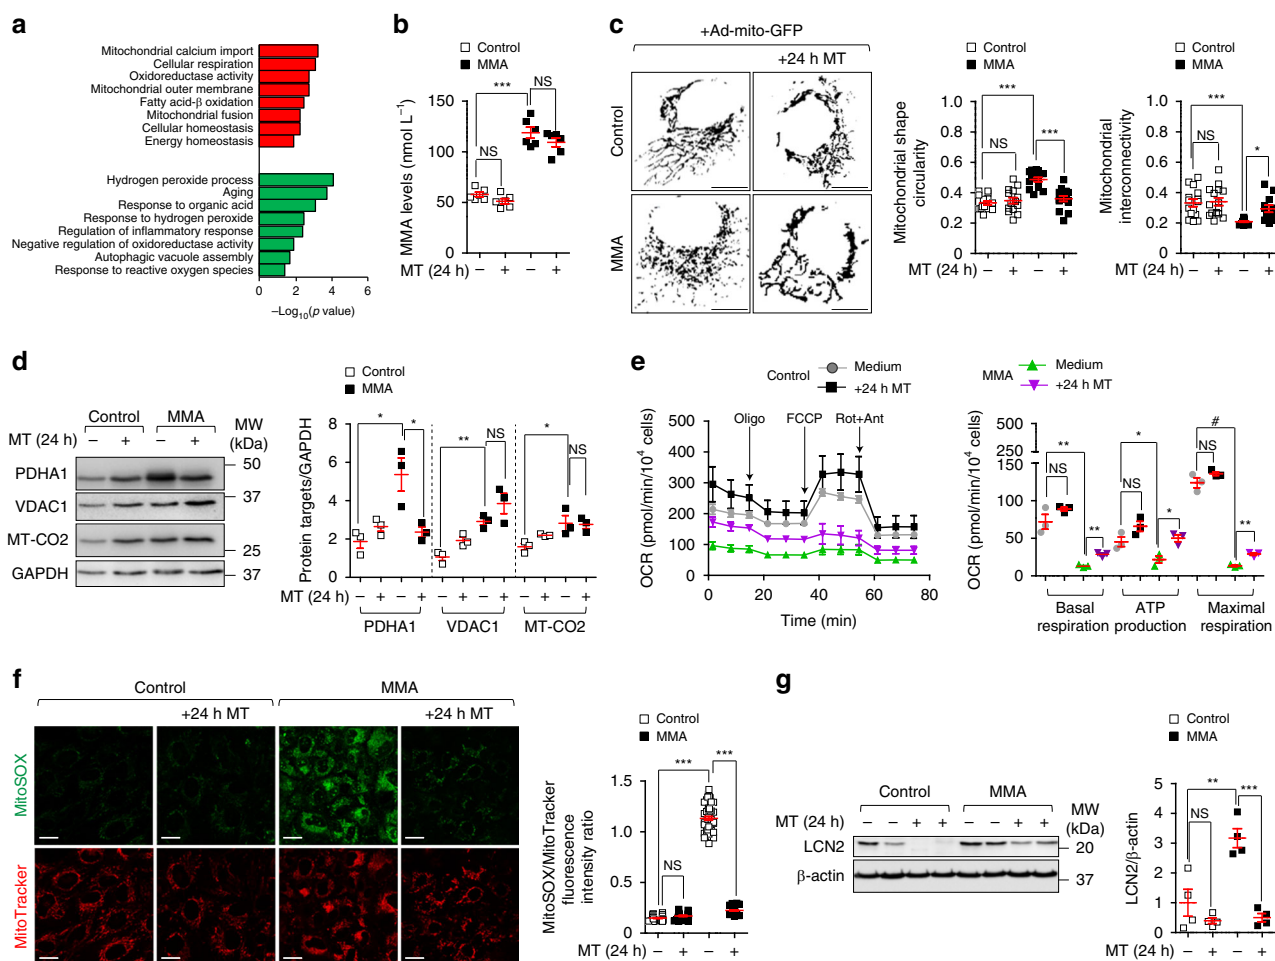 a
Mitochondrial calcium import
Cellular respiration
Oxidoreductase activity
Mitochondrial outer membrane
Fatty acid-β oxidation
Mitochondrial fusion
Cellular homeostasis
Energy homeostasis
Hydrogen peroxide process
Aging
Response to organic acid
Response to hydrogen peroxide
Regulation of inflammatory response
Negative regulation of oxidoreductase activity
Autophagic vacuole assembly
Response to reactive oxygen species
0 2 4 6
–Log10(p value)
b
Control
MMA
MMA levels (nmol L–1)
150
100
50
0
***
NS
NS
MT (24 h) – + – +
c
+Ad-mito-GFP
+24 h MT
Control
MMA
Control
MMA
Mitochondrial shape
circularity
1.0
0.8
0.6
0.4
0.2
0
***
NS
***
MT (24 h) – + – +
Control
MMA
Mitochondrial
interconnectivity
1.0
0.8
0.6
0.4
0.2
0
***
NS
*
MT (24 h) – + – +
d
Control MMA
MW
(kDa)
MT (24 h) – + – +
PDHA1
50
VDAC1
37
MT-CO2
25
GAPDH
37
Control
MMA
Protein targets/GAPDH
8
6
4
2
0
* * ** NS * NS
MT (24 h) – + – + – + – + – + – +
PDHA1 VDAC1 MT-CO2
e
Control
Medium
+24 h MT
MMA
Medium
+24 h MT
OCR (pmol/min/104 cells)
500
400
300
200
100
0
Oligo FCCP Rot+Ant
0 20 40 60 80
Time (min)
OCR (pmol/min/104 cells)
500
250
150
100
50
0
** NS ** * NS * # NS **
Basal
respiration
ATP
production
Maximal
respiration
f
Control MMA
+24 h MT +24 h MT
MitoSOX
MitoTracker
Control
MMA
MitoSOX/MitoTracker
fluorescence
intensity ratio
1.5
1.0
0.5
0
***
***
NS
MT (24 h) – + – +
g
Control MMA
MW
(kDa)
MT (24 h) – – + + – – + +
LCN2
20
β-actin
37
Control
MMA
LCN2/β-actin
5
4
3
2
1
0
**
***
NS
MT (24 h) – + – +